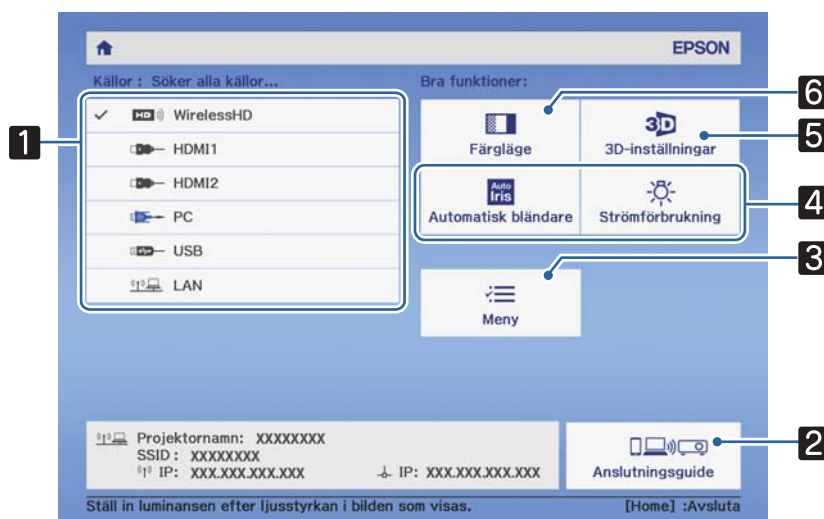 EPSON
Källor : Söker alla källor...
Bra funktioner:
1
WirelessHD
HDMI1
HDMI2
PC
USB
LAN
6
Färgläge
5
3D
3D-inställningar
4
Auto
Iris
Automatisk bländare
Strömförbrukning
3
Meny
Projektornamn: XXXXXXXX
SSID : XXXXXXXX
IP: XXX.XXX.XXX.XXX
IP: XXX.XXX.XXX.XXX
2
Anslutningsguide
Ställ in luminansen efter ljusstyrkan i bilden som visas.
[Home] :Avsluta